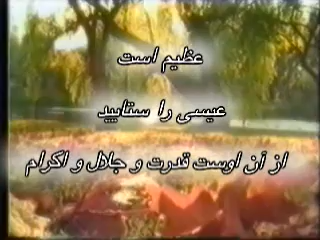 عظیم است
عیسی را ستایید
از آن اوست قدرت و جلال و اکرام